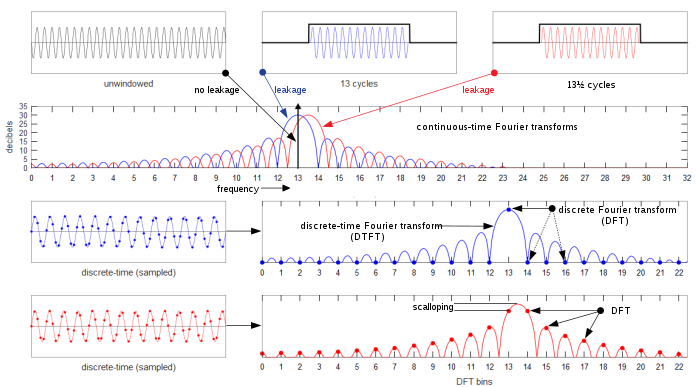 unwindowed
13 cycles
13½ cycles
no leakage
leakage
leakage
35
30
25
20
15
10
5
0
decibels
continuous-time Fourier transforms
0 1 2 3 4 5 6 7 8 9 10 11 12 13 14 15 16 17 18 19 20 21 22 23 24 25 26 27 28 29 30 31 32
frequency
discrete-time Fourier transform
(DTFT)
discrete Fourier transform
(DFT)
discrete-time (sampled)
0 1 2 3 4 5 6 7 8 9 10 11 12 13 14 15 16 17 18 19 20 21 22
scalloping
DFT
discrete-time (sampled)
0 1 2 3 4 5 6 7 8 9 10 11 12 13 14 15 16 17 18 19 20 21 22
DFT bins